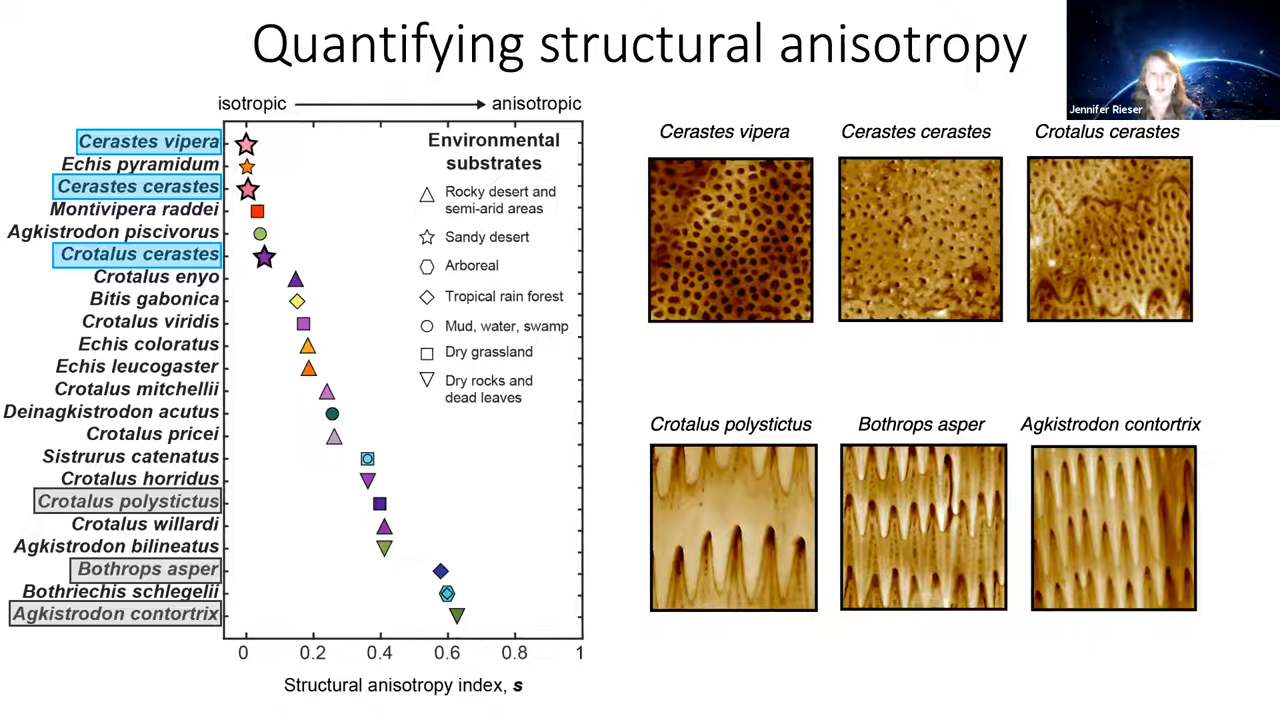 Quantifying structural anisotropy
Jennifer Rieser
isotropic
anisotropic
Cerastes vipera
Echis pyramidum
Cerastes cerastes
Montivipera raddei
Agkistrodon piscivorus
Crotalus cerastes
Crotalus enyo
Bitis gabonica
Crotalus viridis
Echis coloratus
Echis leucogaster
Crotalus mitchellii
Deinagkistrodon acutus
Crotalus pricei
Sistrurus catenatus
Crotalus horridus
Crotalus polystictus
Crotalus willardi
Agkistrodon bilineatus
Bothrops asper
Bothriechis schlegelii
Agkistrodon contortrix
Environmental
substrates
Rocky desert and
semi-arid areas
Sandy desert
Arboreal
Tropical rain forest
Mud, water, swamp
Dry grassland
Dry rocks and
dead leaves
0 0.2 0.4 0.6 0.8 1
Structural anisotropy index, s
Cerastes vipera
Cerastes cerastes
Crotalus cerastes
Crotalus polystictus
Bothrops asper
Agkistrodon contortrix